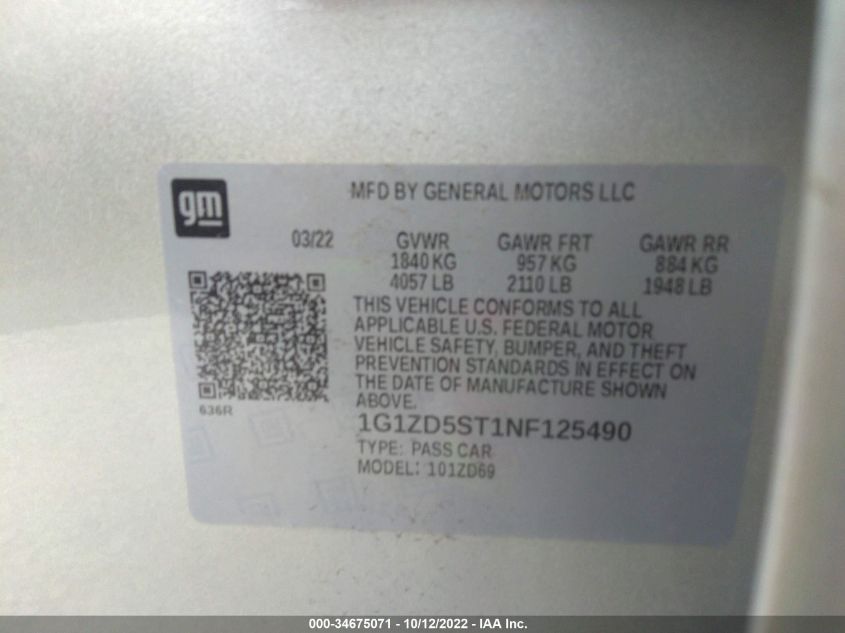 gm
MFD BY GENERAL MOTORS LLC
03/22 GVWR GAWR FRT GAWR RR
1840 KG 957 KG 884 KG
4057 LB 2110 LB 1948 LB
THIS VEHICLE CONFORMS TO ALL
APPLICABLE U.S. FEDERAL MOTOR
VEHICLE SAFETY, BUMPER, AND THEFT
PREVENTION STANDARDS IN EFFECT ON
THE DATE OF MANUFACTURE SHOWN
ABOVE.
636R
1G1ZD5ST1NF125490
TYPE: PASS CAR
MODEL: 101ZD69
000-34675071 - 10/12/2022 - IAA Inc.